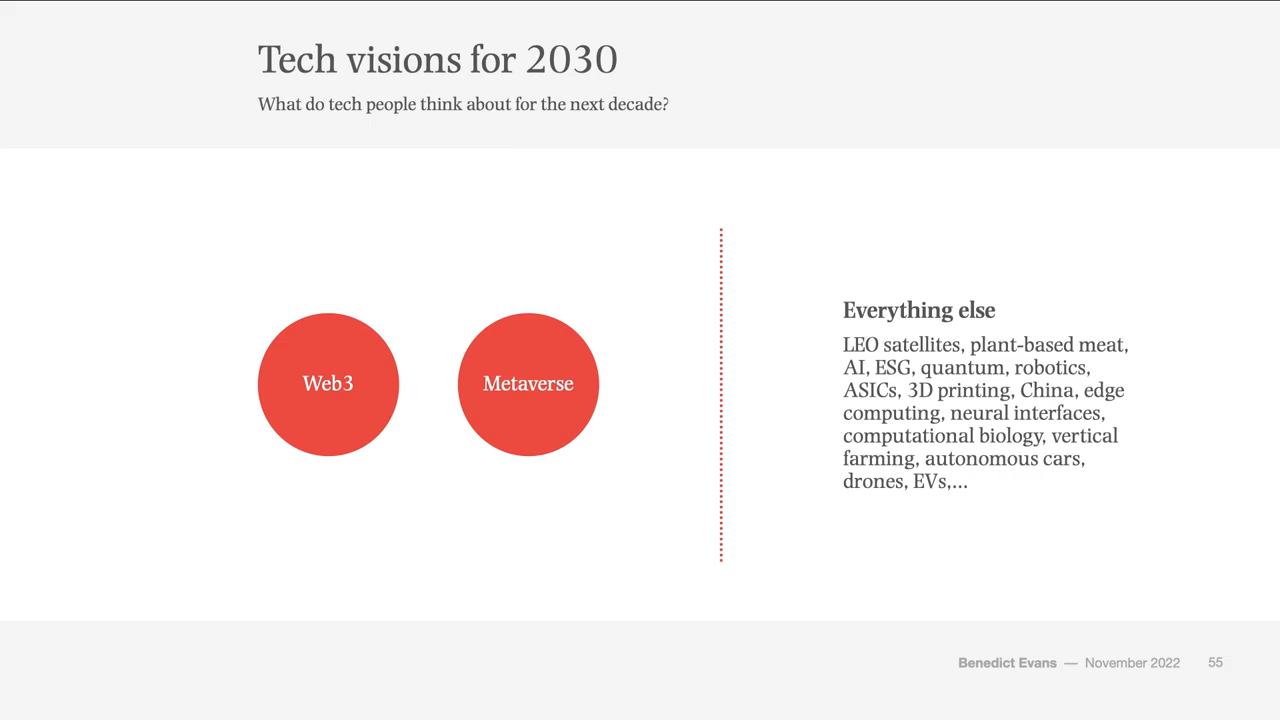 Tech visions for 2030
What do tech people think about for the next decade?
Web3
Metaverse
Everything else
LEO satellites, plant-based meat,
AI, ESG, quantum, robotics,
ASICs, 3D printing, China, edge
computing, neural interfaces,
computational biology, vertical
farming, autonomous cars,
drones, EVs,...
Benedict Evans — November 2022 55